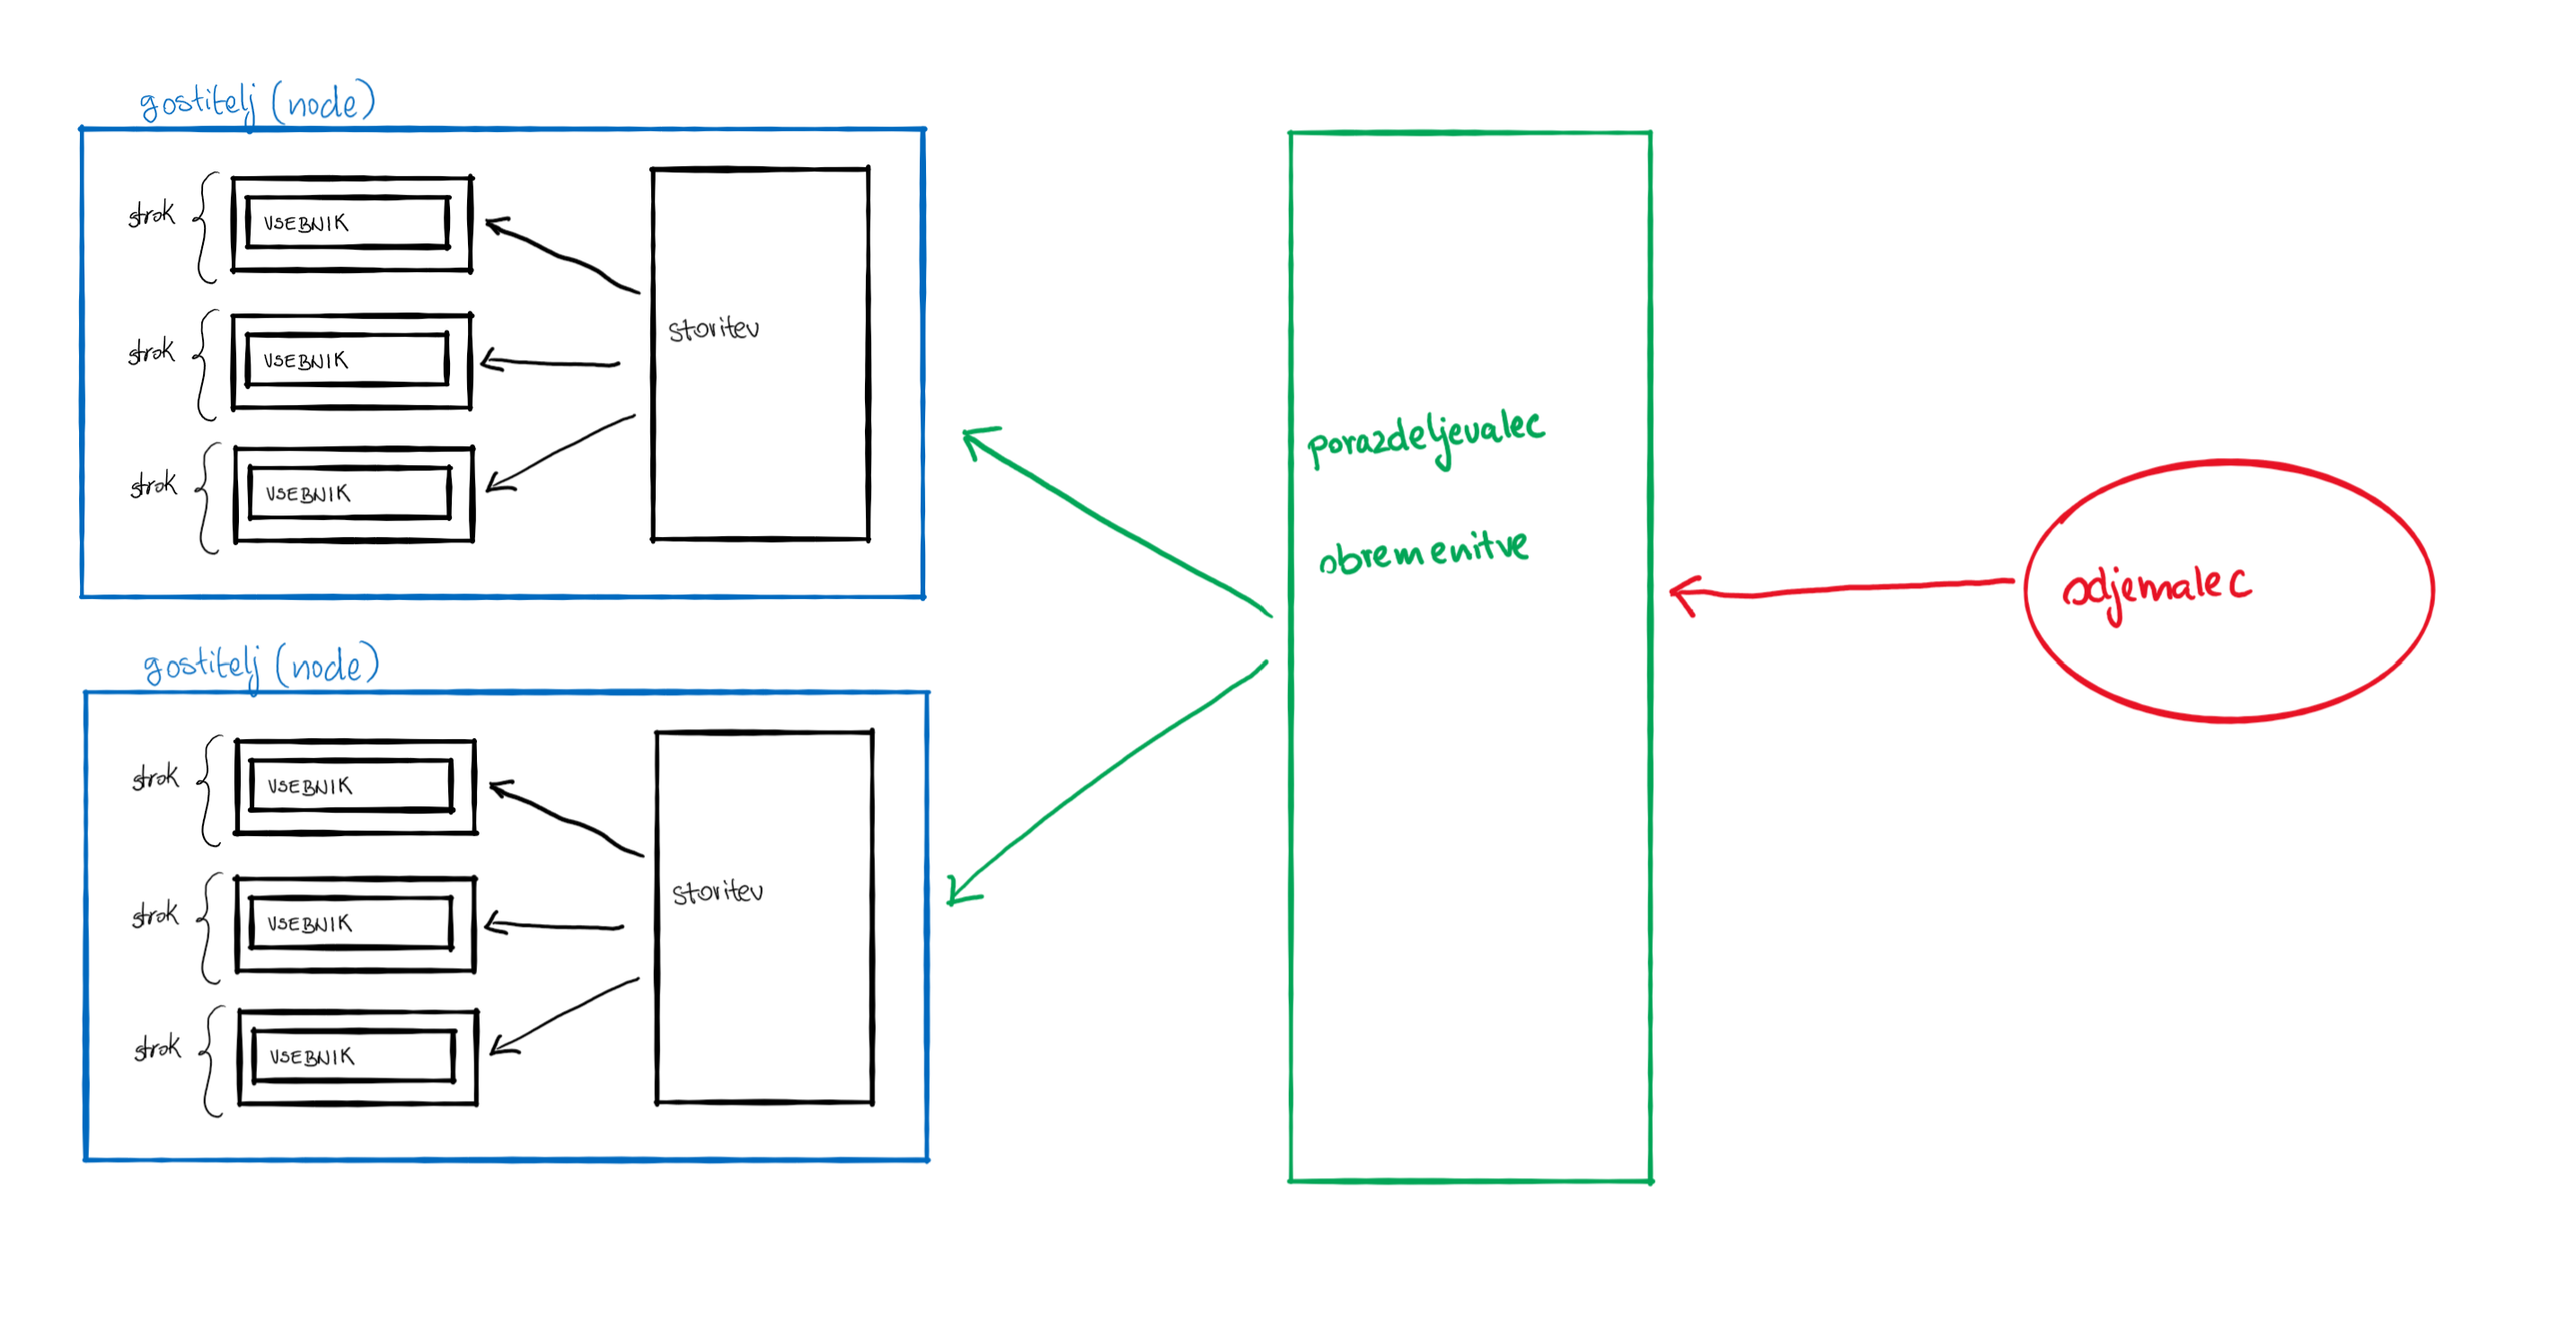 gostitelj (node)
strok
VSEBNIK
strok
VSEBNIK
strok
VSEBNIK
storitev
gostitelj (node)
strok
VSEBNIK
strok
VSEBNIK
strok
VSEBNIK
storitev
porazdeljevalec
obremenitve
odjemalec